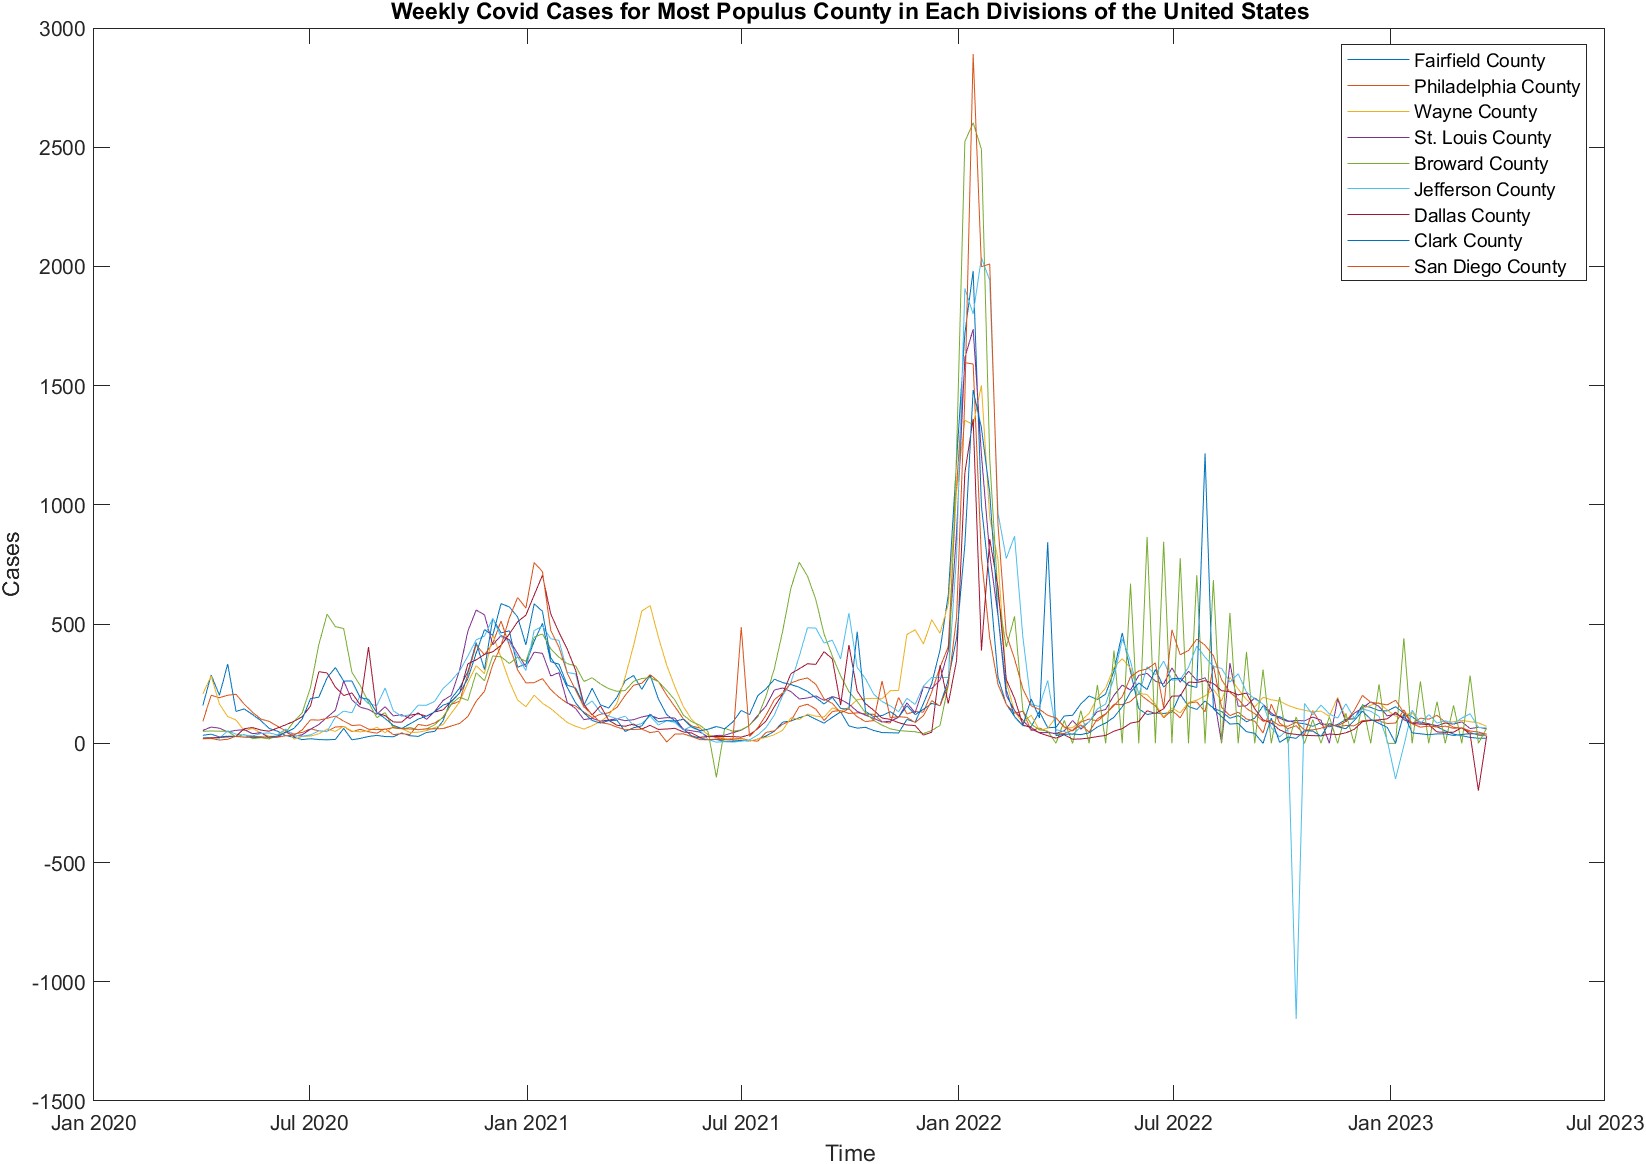 Weekly Covid Cases for Most Populus County in Each Divisions of the United States
3000
2500
2000
1500
1000
500
0
-500
-1000
-1500
Cases
Fairfield County
Philadelphia County
Wayne County
St. Louis County
Broward County
Jefferson County
Dallas County
Clark County
San Diego County
Jan 2020 Jul 2020 Jan 2021 Jul 2021 Jan 2022 Jul 2022 Jan 2023 Jul 2023
Time